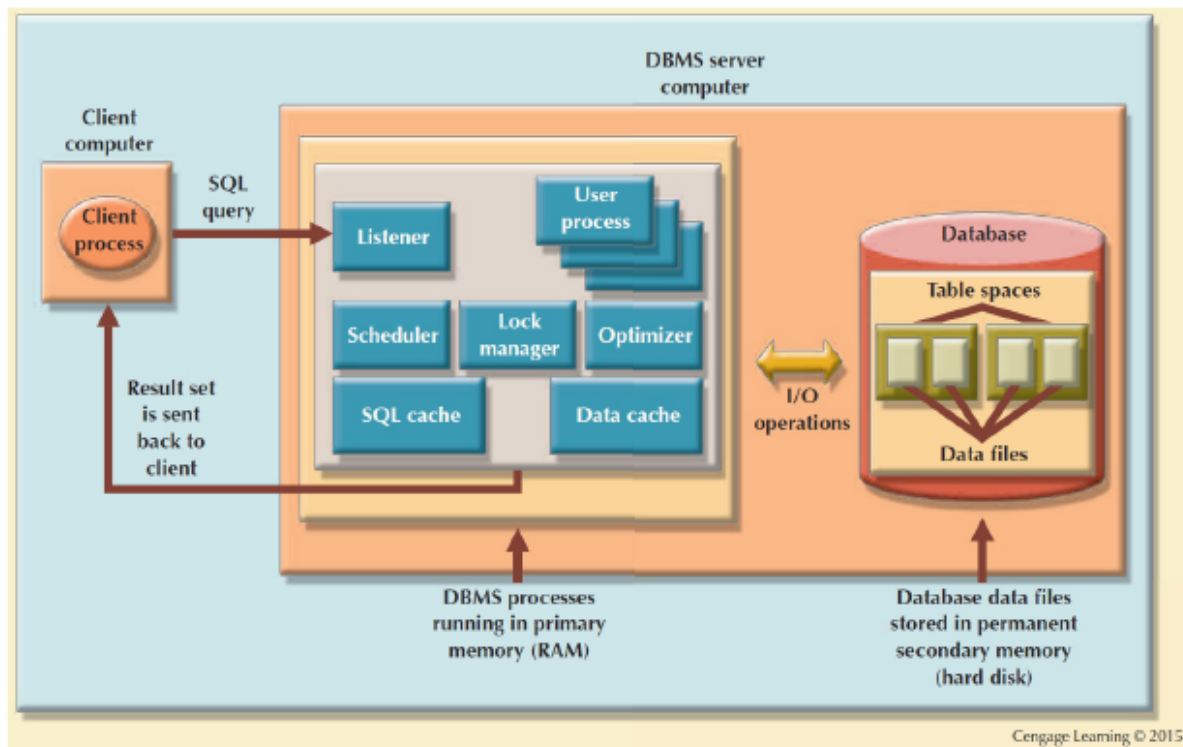 DBMS server
computer
Client
computer
SQL
query
Client
process
Listener
User
process
Database
Table spaces
Scheduler
Lock
manager
Optimizer
I/O
operations
Result set
is sent
back to
client
SQL cache
Data cache
Data files
DBMS processes
running in primary
memory (RAM)
Database data files
stored in permanent
secondary memory
(hard disk)
Cengage Learning © 2015